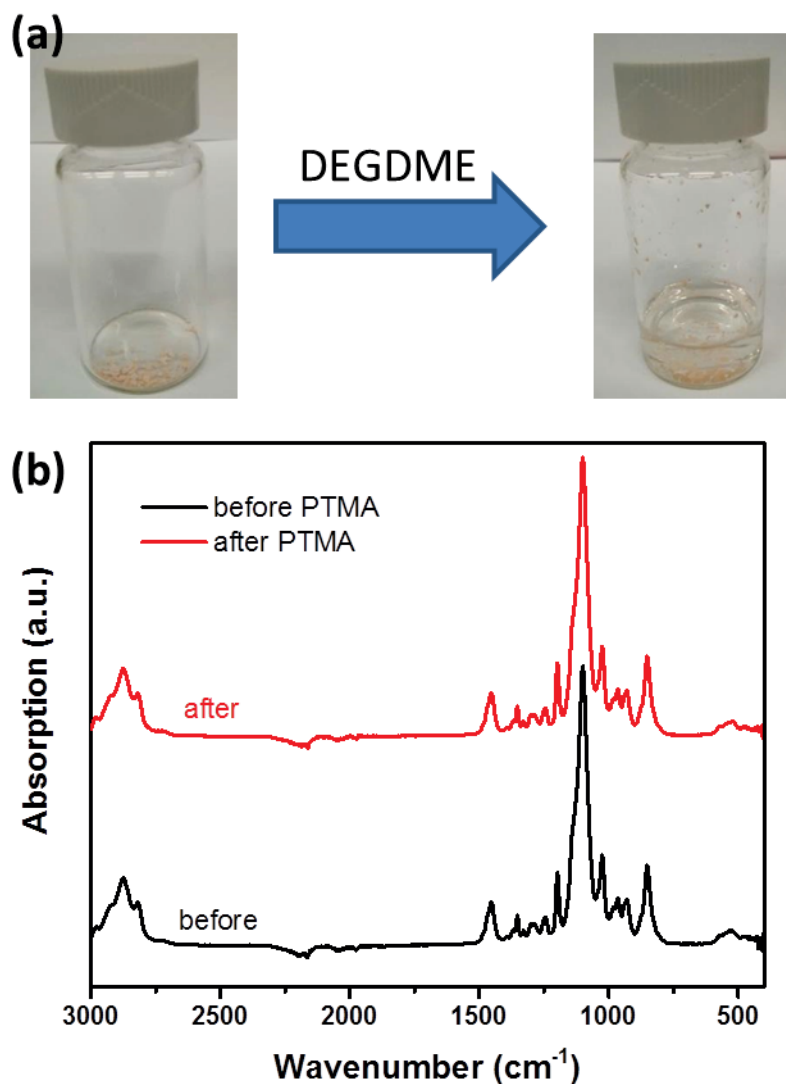 (a)
DEGDME
(b)
before PTMA
after PTMA
after
before
Absorption (a.u.)
3000 2500 2000 1500 1000 500
Wavenumber (cm⁻¹)